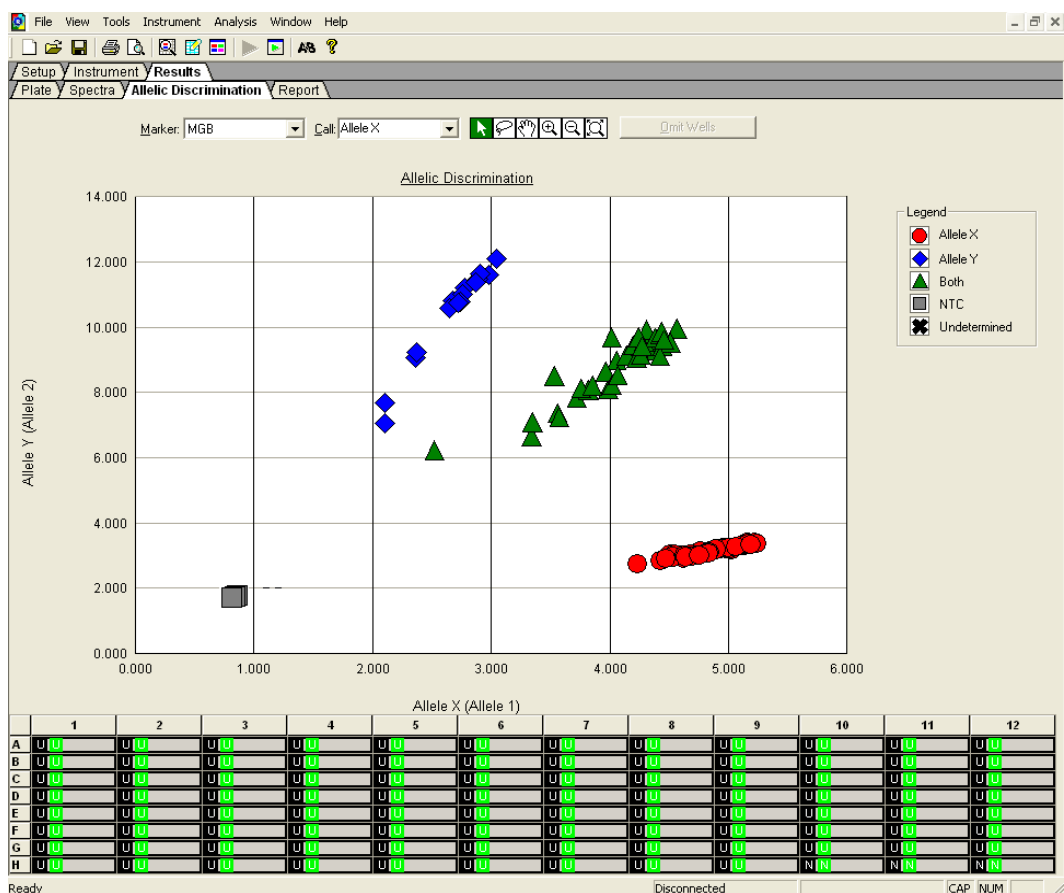 File View Tools Instrument Analysis Window Help
Setup Instrument Results
Plate Spectra Allelic Discrimination Report
Marker: MGB Call: Allele X Omit Wells
Allelic Discrimination
14.000
12.000
10.000
8.000
6.000
4.000
2.000
0.000
Allele Y (Allele 2)
0.000 1.000 2.000 3.000 4.000 5.000 6.000
Allele X (Allele 1)
Legend
Allele X
Allele Y
Both
NTC
Undetermined
1 2 3 4 5 6 7 8 9 10 11 12
A U U U U U U U U U U U U U U U U U U U U U U U U
B U U U U U U U U U U U U U U U U U U U U U U U U
C U U U U U U U U U U U U U U U U U U U U U U U U
D U U U U U U U U U U U U U U U U U U U U U U U U
E U U U U U U U U U U U U U U U U U U U U U U U U
F U U U U U U U U U U U U U U U U U U U U U U U U
G U U U U U U U U U U U U U U U U U U U U U U U U
H U U U U U U U U U U U U U U U U U U N N N N N N
Ready Disconnected CAP NUM